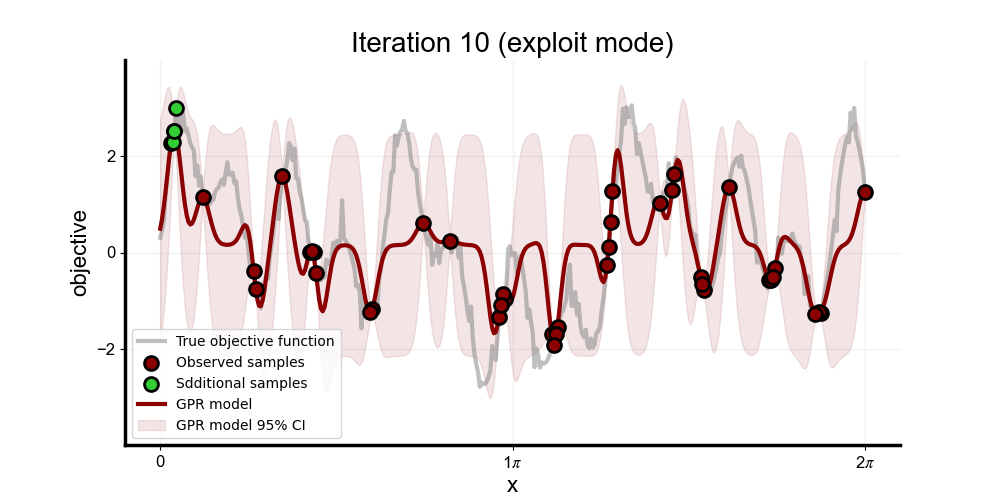 Iteration 10 (exploit mode)
objective
2
0
−2
True objective function
Observed samples
Sdditional samples
GPR model
GPR model 95% CI
0
1π
2π
x